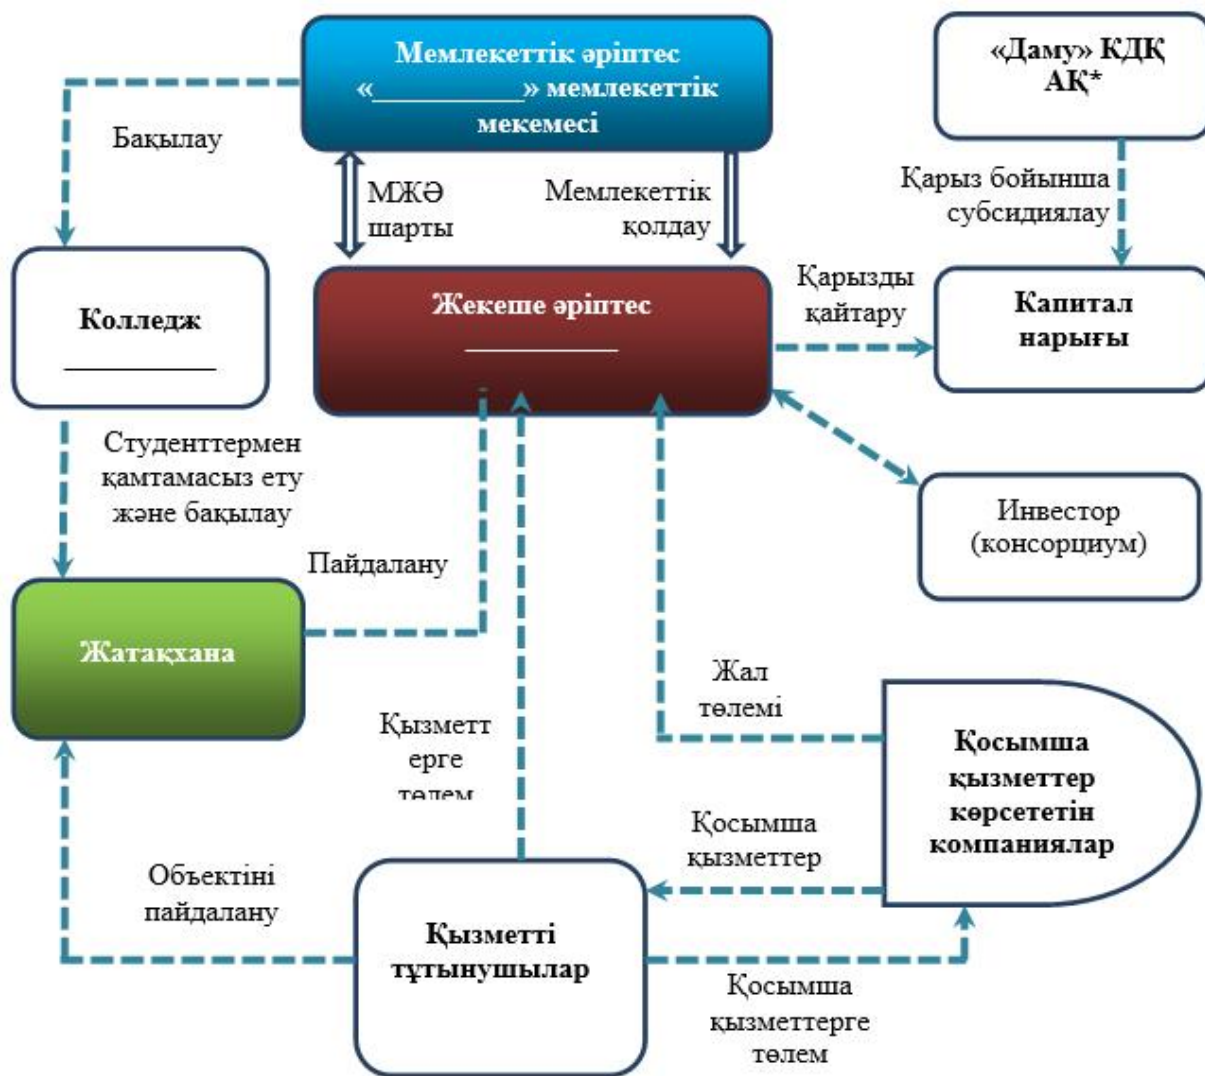 Мемлекеттік әріптес
«___________» мемлекеттік
мекемесі
«Даму» КДҚ
АҚ*
Бақылау
МЖӘ
шарты
Мемлекеттік
қолдау
Қарыз бойынша
субсидиялау
Колледж
___________
Жекеше әріптес
___________
Қарызды
қайтару
Капитал
нарығы
Студенттермен
қамтамасыз ету
және бақылау
Инвестор
(консорциум)
Пайдалану
Жатақхана
Жал
төлемі
Қызметт
ерге
төлем
Қосымша
қызметтер
көрсететін
компаниялар
Қосымша
қызметтер
Объектіні
пайдалану
Қызметті
тұтынушылар
Қосымша
қызметтерге
төлем